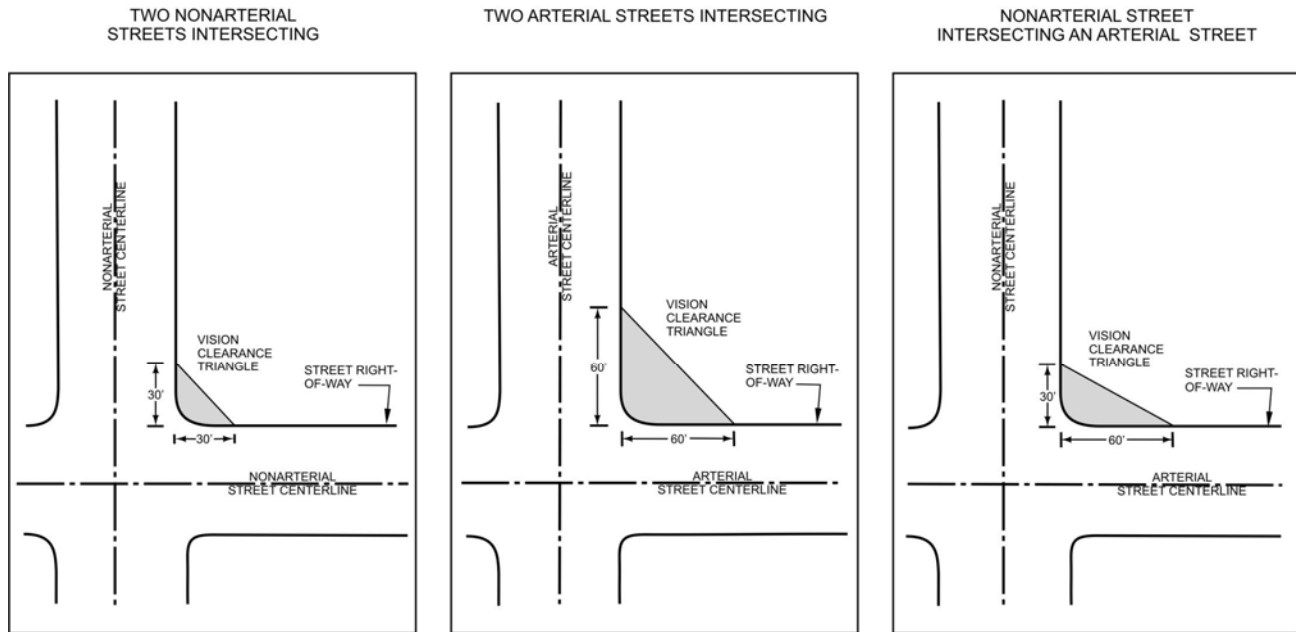 TWO NONARTERIAL
STREETS INTERSECTING
NONARTERIAL
STREET CENTERLINE
VISION
CLEARANCE
TRIANGLE
30'
STREET RIGHT-
OF-WAY
30'
NONARTERIAL
STREET CENTERLINE
TWO ARTERIAL STREETS INTERSECTING
ARTERIAL
STREET CENTERLINE
VISION
CLEARANCE
TRIANGLE
60'
STREET RIGHT-
OF-WAY
60'
ARTERIAL
STREET CENTERLINE
NONARTERIAL STREET
INTERSECTING AN ARTERIAL STREET
NONARTERIAL
STREET CENTERLINE
VISION
CLEARANCE
TRIANGLE
30'
STREET RIGHT-
OF-WAY
60'
ARTERIAL
STREET CENTERLINE